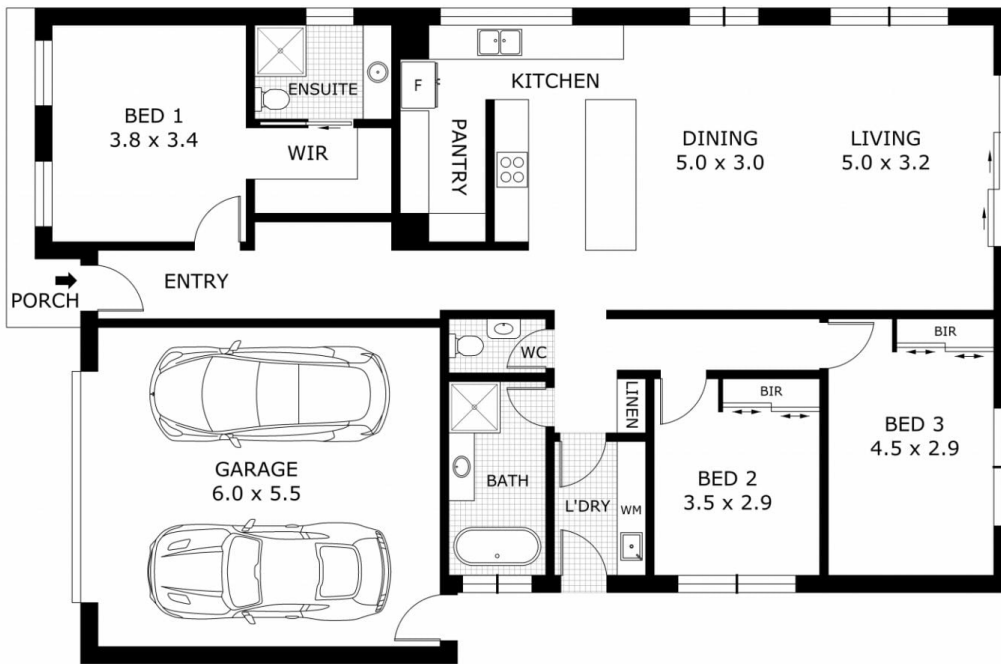 BED 1
3.8 x 3.4
ENSUITE
WIR
F
PANTRY
KITCHEN
DINING
5.0 x 3.0
LIVING
5.0 x 3.2
ENTRY
PORCH
GARAGE
6.0 x 5.5
WC
BATH
LINEN
L'DRY
WM
BIR
BED 2
3.5 x 2.9
BIR
BED 3
4.5 x 2.9